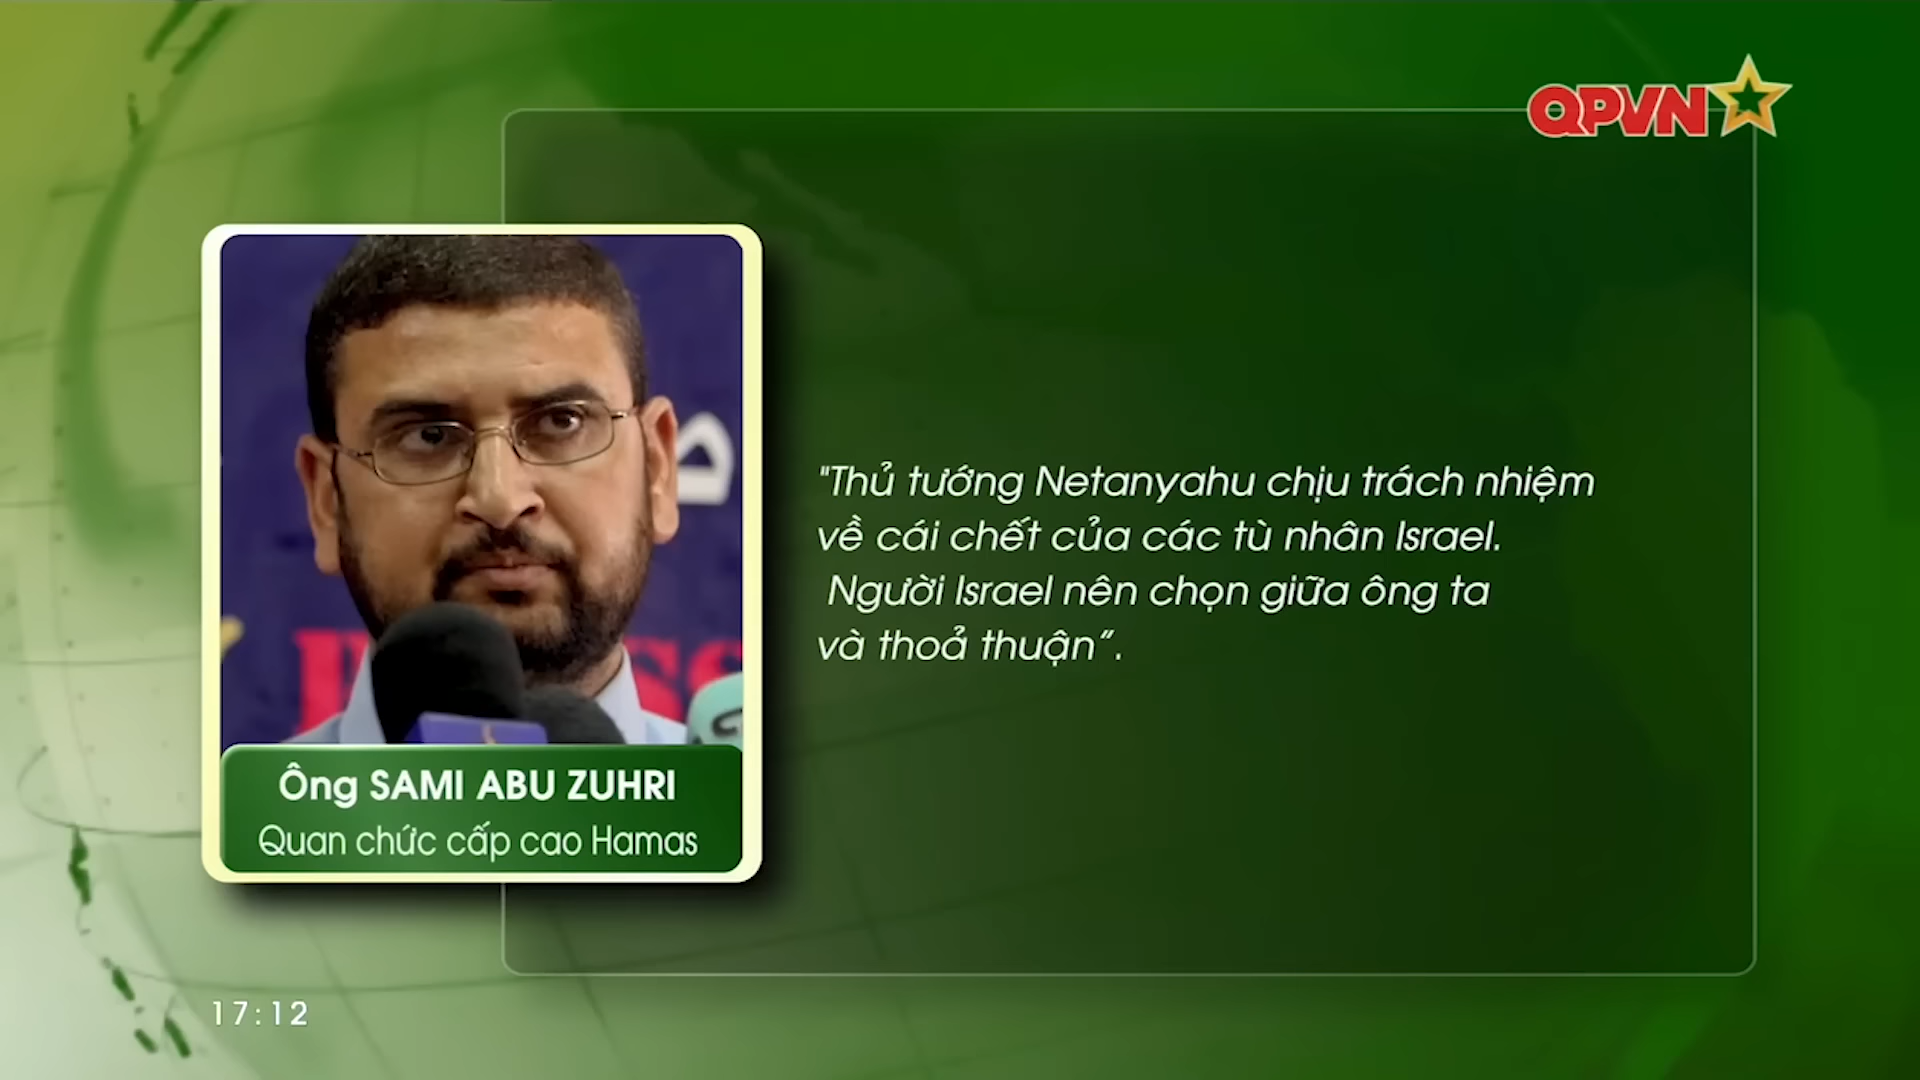 QPVN
"Thủ tướng Netanyahu chịu trách nhiệm
về cái chết của các tù nhân Israel.
Người Israel nên chọn giữa ông ta
và thoả thuận”.
Ông SAMI ABU ZUHRI
Quan chức cấp cao Hamas
17:12